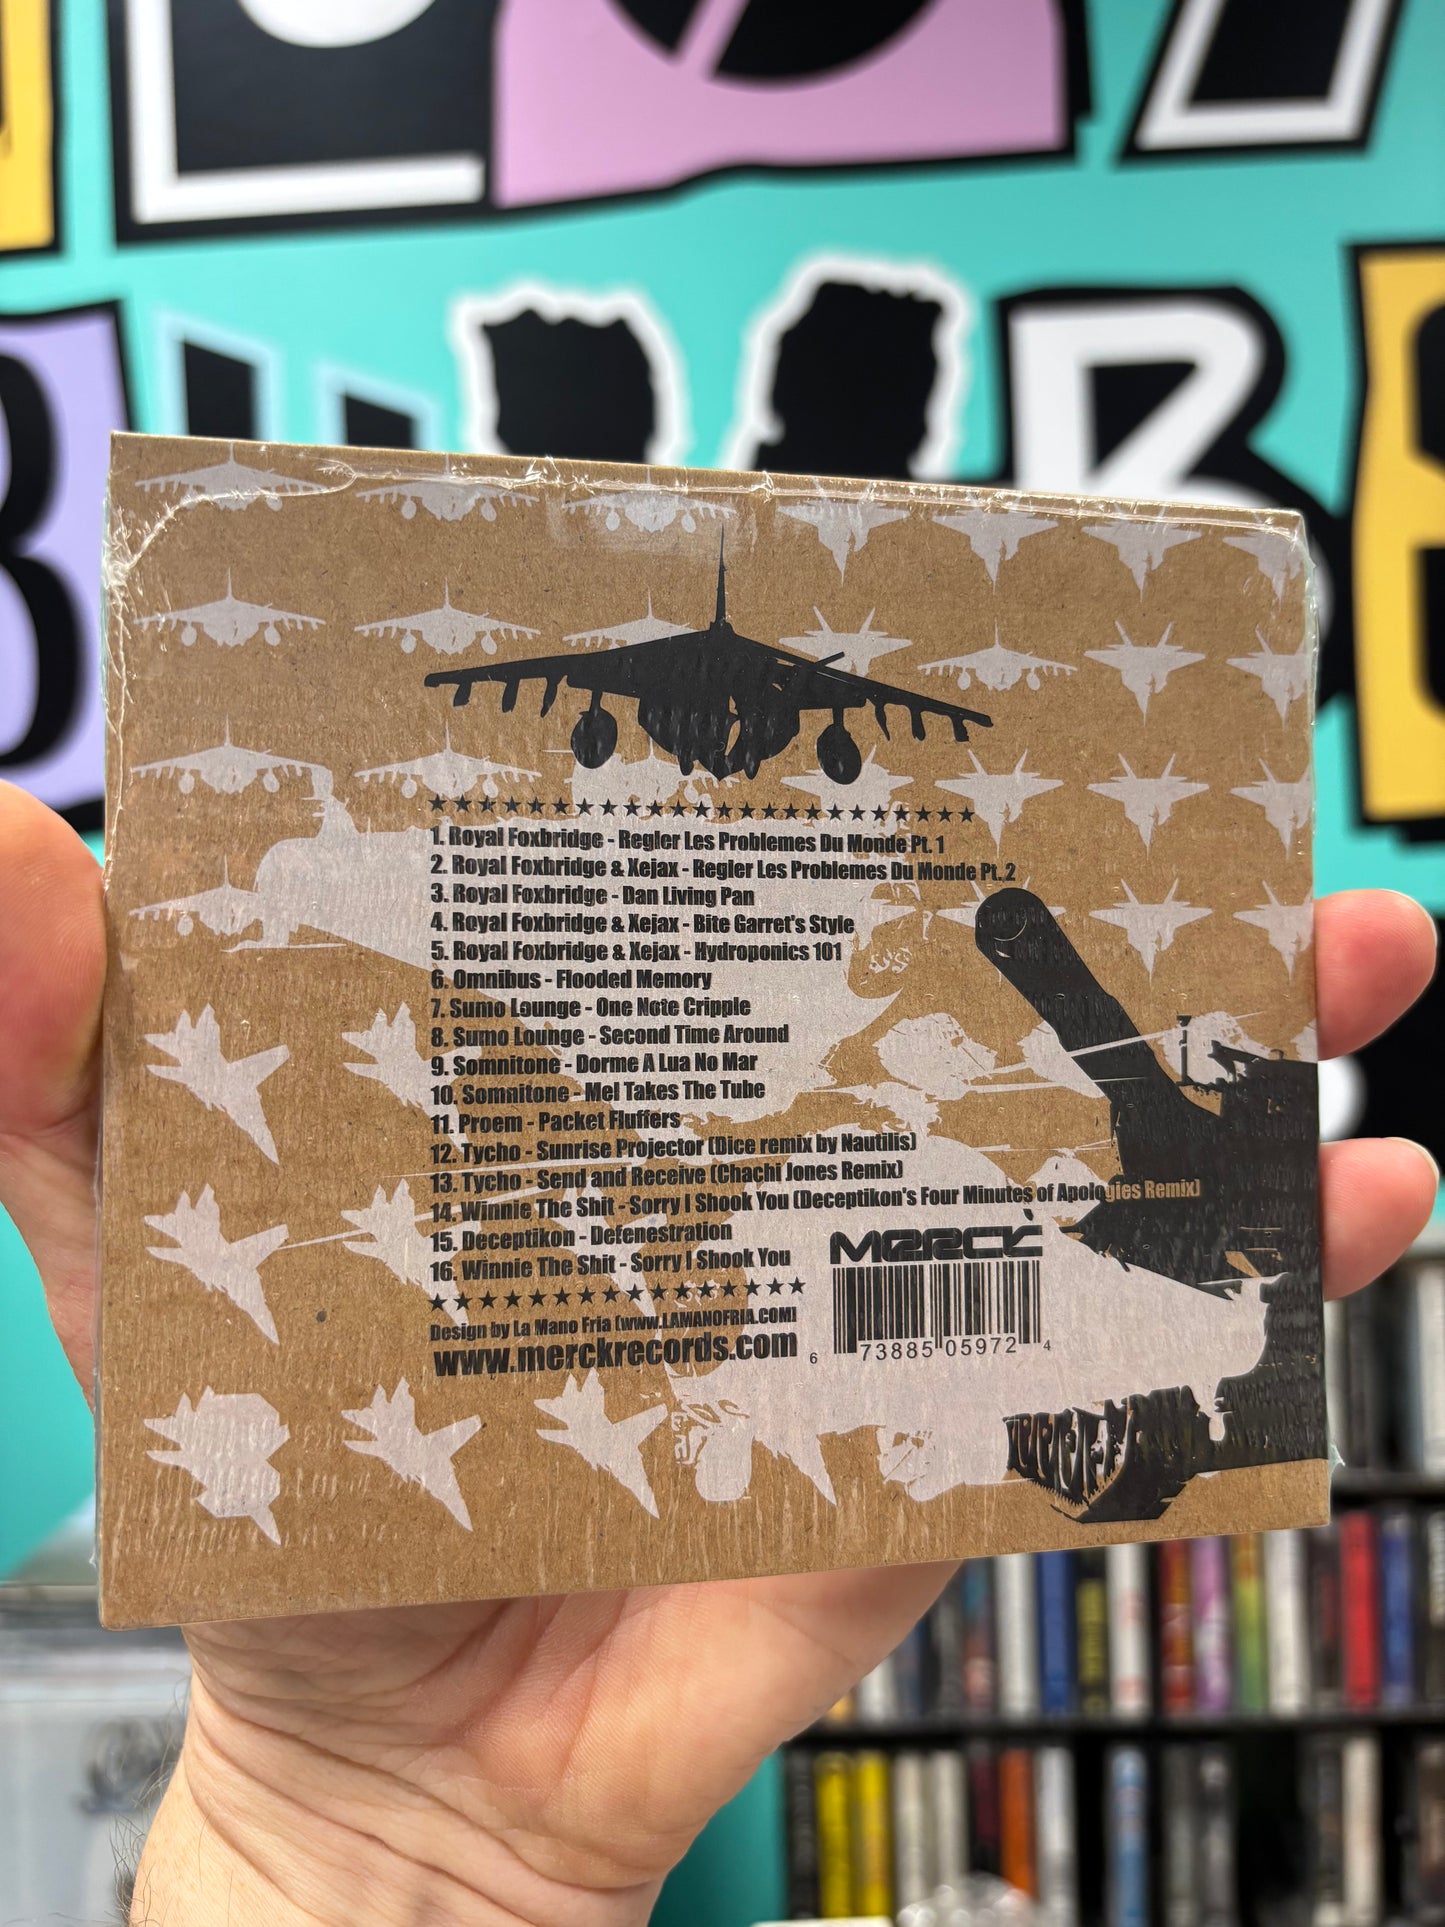 1. Royal Foxbridge - Regler Les Problemes Du Monde Pt. 1
2. Royal Foxbridge & Xejax - Regler Les Problemes Du Monde Pt. 2
3. Royal Foxbridge - Dan Living Pan
4. Royal Foxbridge & Xejax - Bite Garret's Style
5. Royal Foxbridge & Xejax - Hydroponics 101
6. Omnibus - Flooded Memory
7. Sumo Lounge - One Note Cripple
8. Sumo Lounge - Second Time Around
9. Somnitone - Dorme A Lua No Mar
10. Somnitone - Mel Takes The Tube
11. Proem - Packet Fluffers
12. Tycho - Sunrise Projector (Dice remix by Nautilis)
13. Tycho - Send and Receive (Chachi Jones Remix)
14. Winnie The Shit - Sorry I Shook You (Deceptikon's Four Minutes of Apologies Remix)
15. Deceptikon - Defenestration
16. Winnie The Shit - Sorry I Shook You
Design by La Mano Fria (www.LAMANOFRIA.COM)
www.merckrecords.com
MERCK
6 73885 05972 4